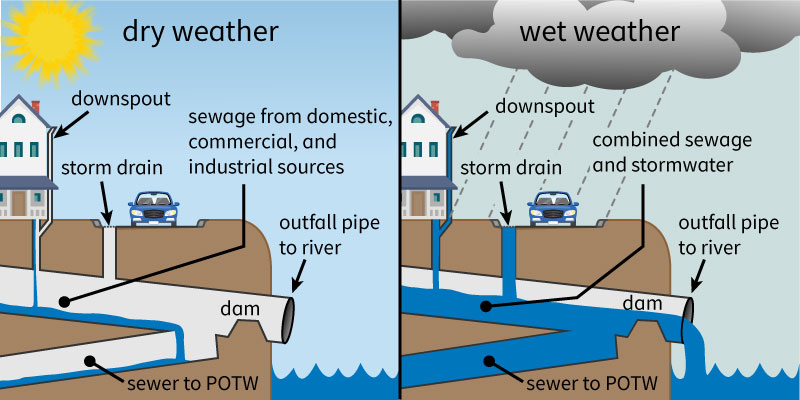 dry weather
downspout
sewage from domestic,
commercial, and
industrial sources
storm drain
outfall pipe
to river
dam
sewer to POTW
wet weather
downspout
combined sewage
and stormwater
storm drain
outfall pipe
to river
dam
sewer to POTW